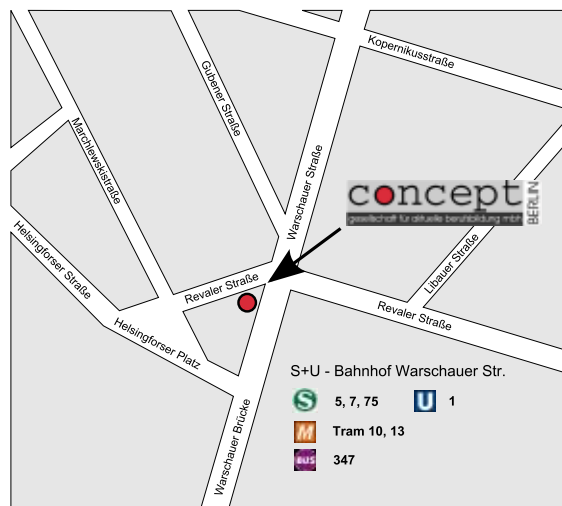 Kopernikusstraße
Gubener Straße
Marchlewskistraße
Warschauer Straße
concept
BERLIN
gesellschaft für aktuelle berufsbildung mbh
Helsingforser Straße
Libauer Straße
Revaler Straße
Revaler Straße
Helsingforser Platz
Warschauer Brücke
S+U - Bahnhof Warschauer Str.
S 5, 7, 75 U 1
M Tram 10, 13
BUS 347